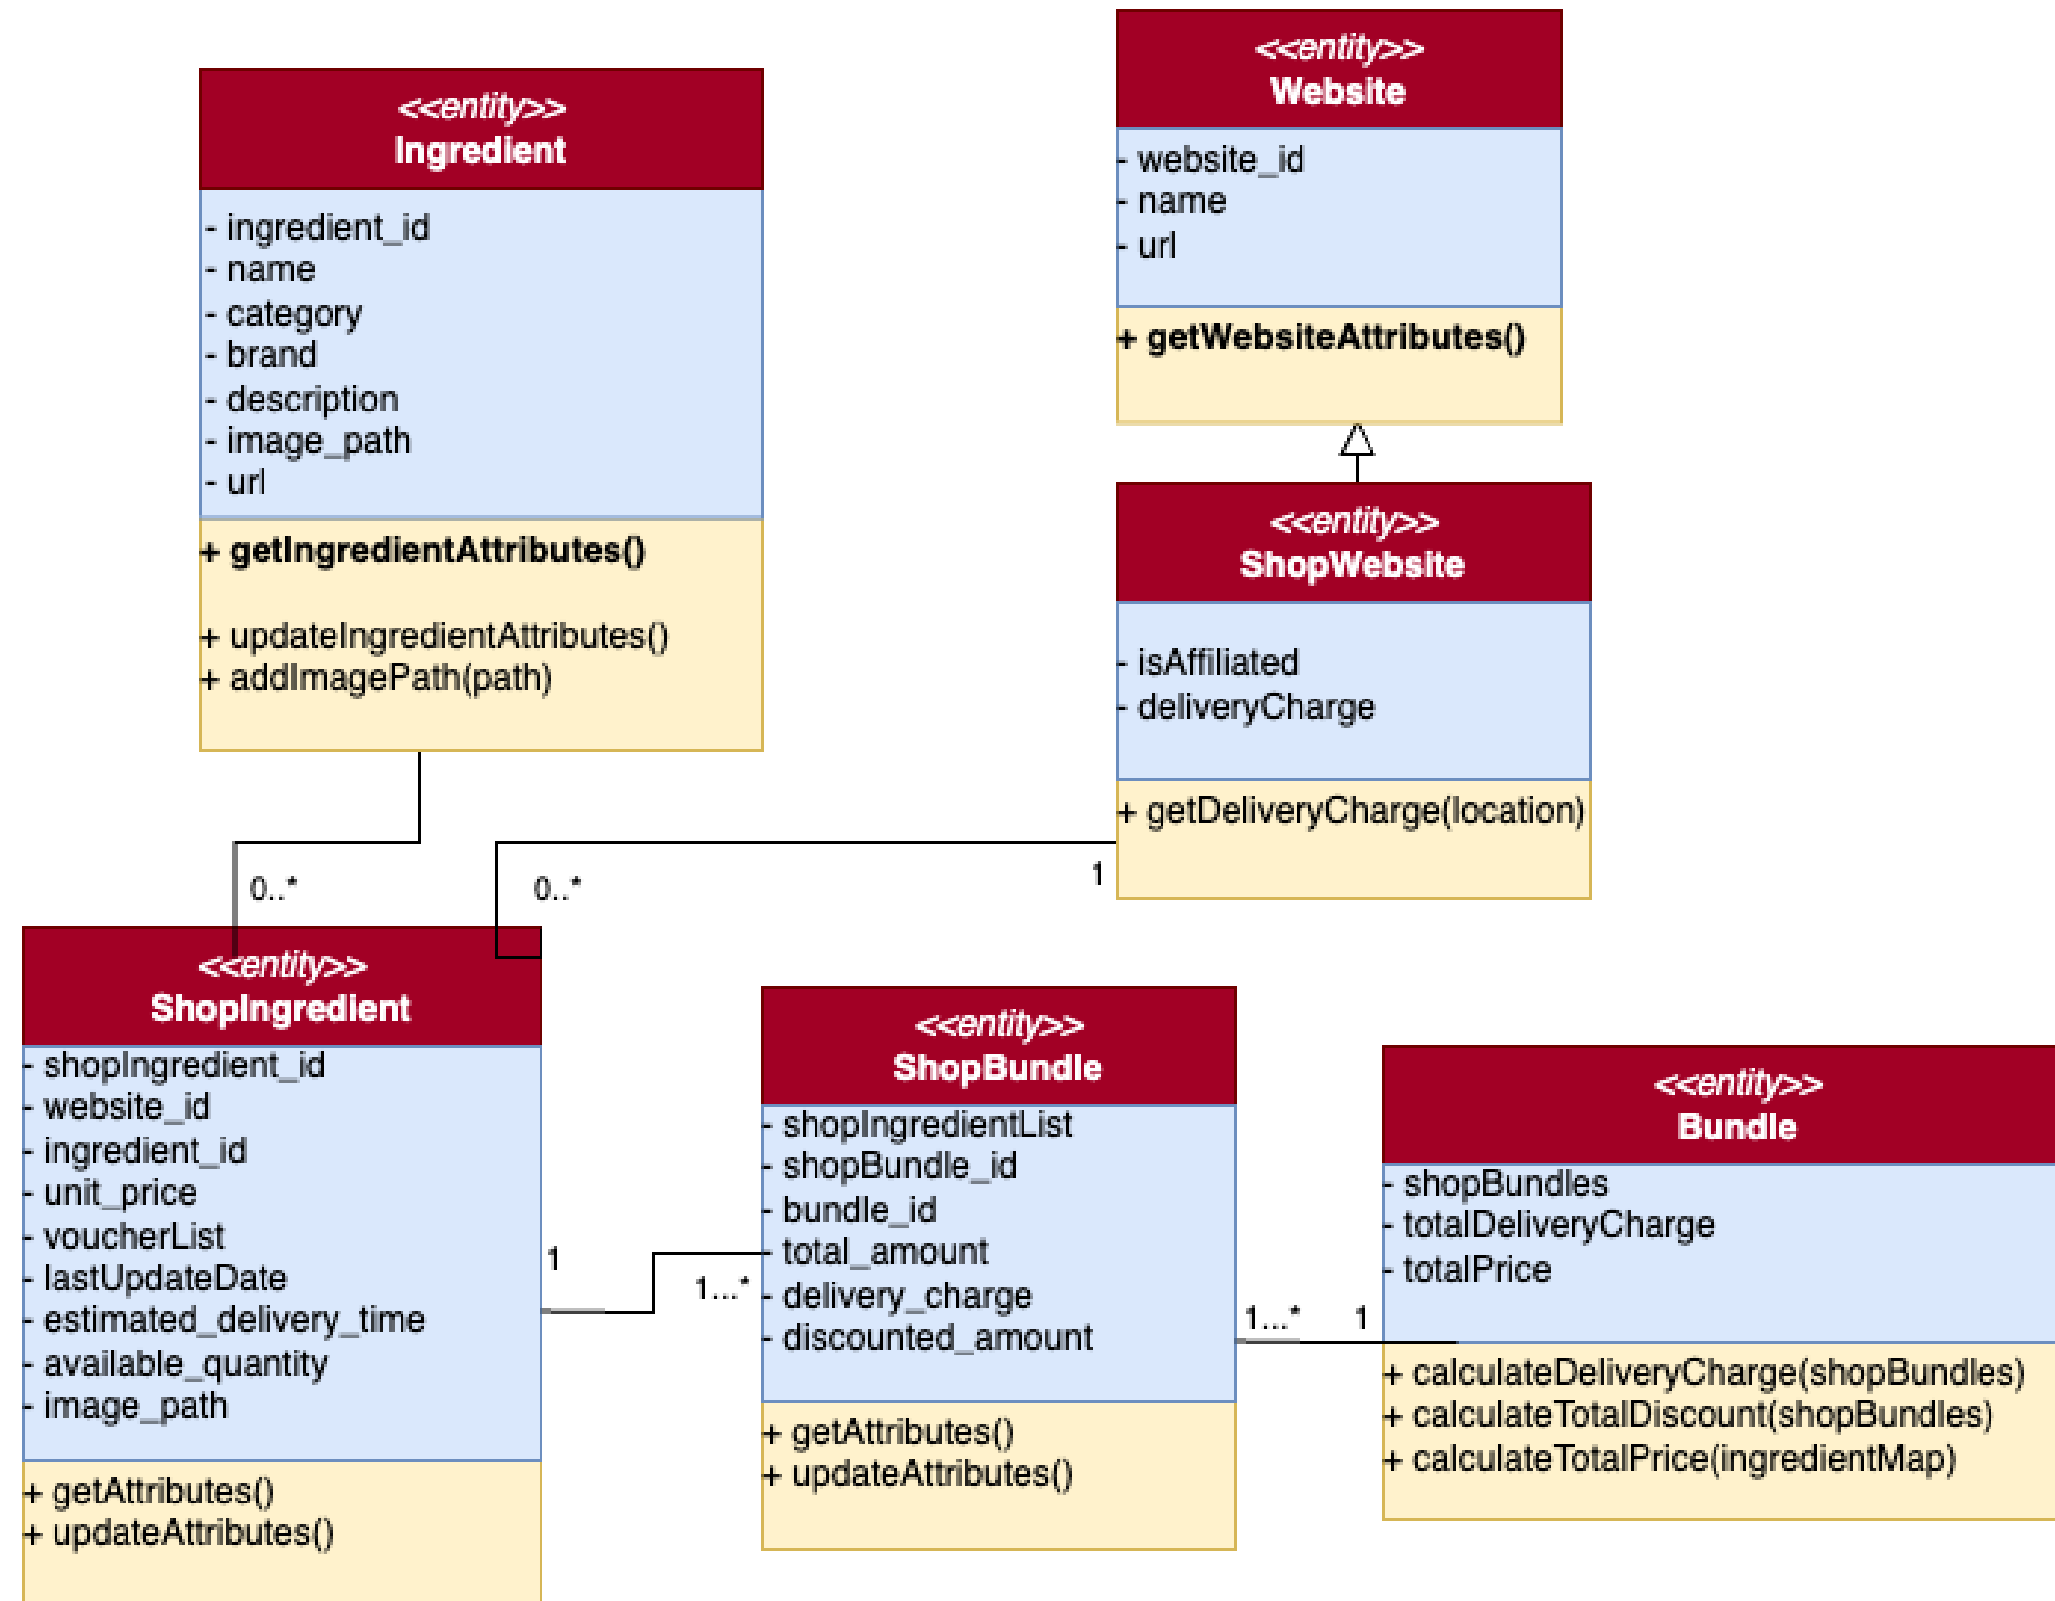 <<entity>>
Ingredient
- ingredient_id
- name
- category
- brand
- description
- image_path
- url
+ getIngredientAttributes()
+ updateIngredientAttributes()
+ addImagePath(path)
<<entity>>
Website
- website_id
- name
- url
+ getWebsiteAttributes()
<<entity>>
ShopWebsite
- isAffiliated
- deliveryCharge
+ getDeliveryCharge(location)
0..*
0..*
1
<<entity>>
ShopIngredient
- shopIngredient_id
- website_id
- ingredient_id
- unit_price
- voucherList
- lastUpdateDate
- estimated_delivery_time
- available_quantity
- image_path
+ getAttributes()
+ updateAttributes()
1
1...*
<<entity>>
ShopBundle
- shopIngredientList
- shopBundle_id
- bundle_id
- total_amount
- delivery_charge
- discounted_amount
+ getAttributes()
+ updateAttributes()
1...*
1
<<entity>>
Bundle
- shopBundles
- totalDeliveryCharge
- totalPrice
+ calculateDeliveryCharge(shopBundles)
+ calculateTotalDiscount(shopBundles)
+ calculateTotalPrice(ingredientMap)